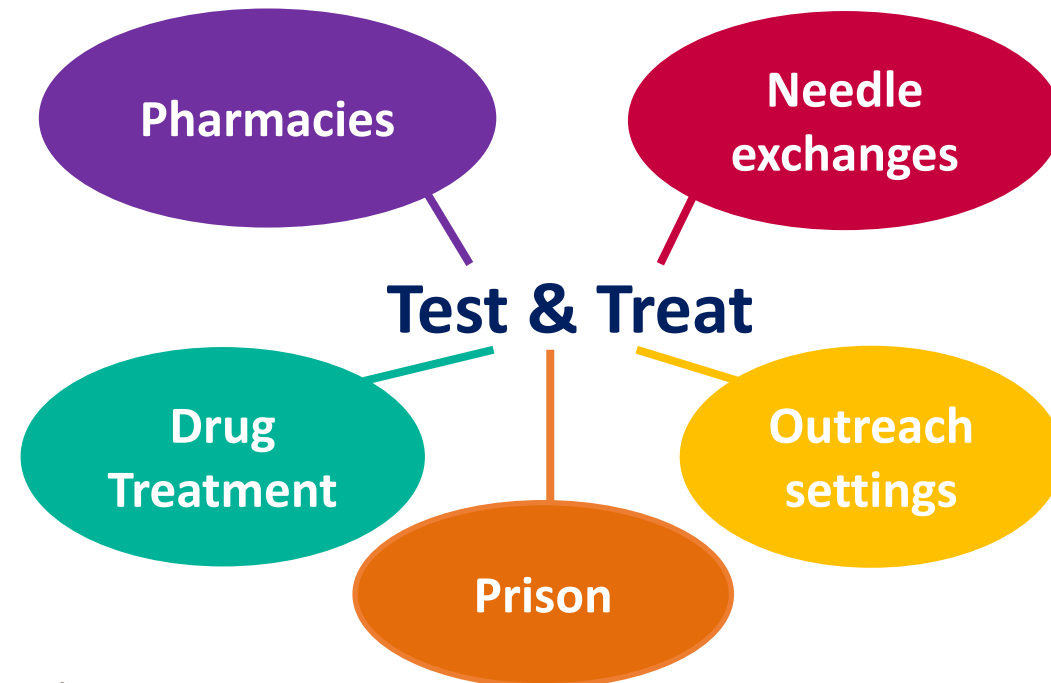 Pharmacies
Needle
exchanges
Test & Treat
Drug
Treatment
Outreach
settings
Prison